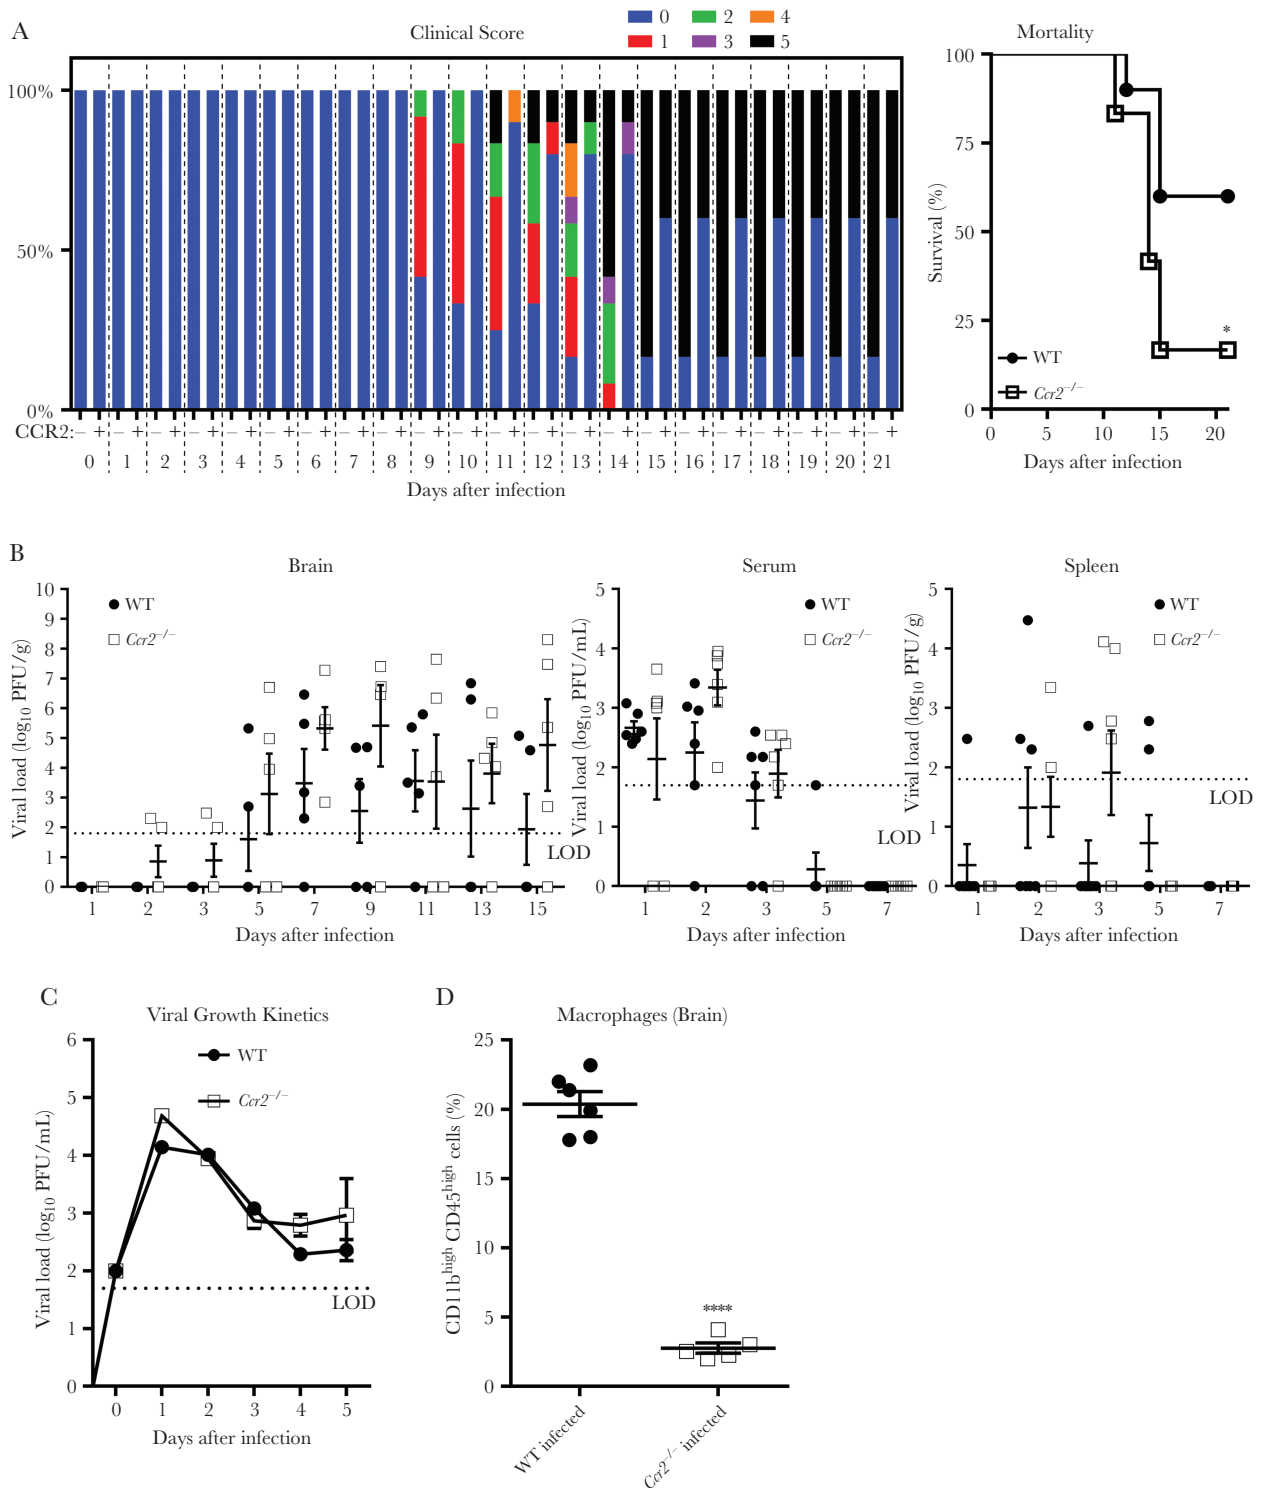 A
Clinical Score
0 2 4
1 3 5
100%
50%
0%
CCR2: – + – + – + – + – + – + – + – + – + – + – + – + – + – + – + – + – + – + – + – + – + – +
0 1 2 3 4 5 6 7 8 9 10 11 12 13 14 15 16 17 18 19 20 21
Days after infection
Mortality
Survival (%)
100
75
50
25
0
*
WT
Ccr2⁻/⁻
0 5 10 15 20
Days after infection
B
Brain
Viral load (log₁₀ PFU/g)
10
9
8
7
6
5
4
3
2
1
0
WT
Ccr2⁻/⁻
LOD
1 2 3 5 7 9 11 13 15
Days after infection
Serum
Viral load (log₁₀ PFU/mL)
5
4
3
2
1
0
WT
Ccr2⁻/⁻
LOD
1 2 3 5 7
Days after infection
Spleen
Viral load (log₁₀ PFU/g)
5
4
3
2
1
0
WT
Ccr2⁻/⁻
LOD
1 2 3 5 7
Days after infection
C
Viral Growth Kinetics
Viral load (log₁₀ PFU/mL)
6
5
4
3
2
1
0
WT
Ccr2⁻/⁻
LOD
0 1 2 3 4 5
Days after infection
D
Macrophages (Brain)
CD11bʰⁱᵍʰ CD45ʰⁱᵍʰ cells (%)
25
20
15
10
5
0
****
WT infected
Ccr2⁻/⁻ infected